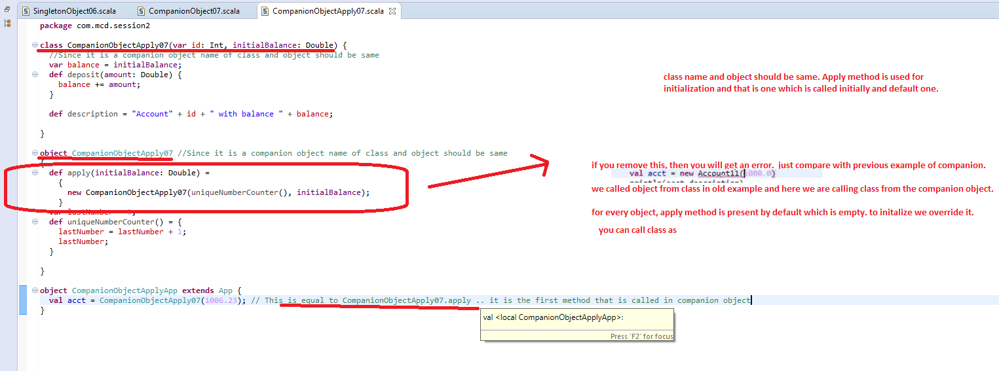 SingletonObject06.scala CompanionObject07.scala CompanionObjectApply07.scala
package com.mcd.session2
class CompanionObjectApply07(var id: Int, initialBalance: Double) {
//Since it is a companion object name of class and object should be same
var balance = initialBalance;
def deposit(amount: Double) {
balance += amount;
}
def description = "Account" + id + " with balance " + balance;
}
object CompanionObjectApply07 //Since it is a companion object name of class and object should be same
{
def apply(initialBalance: Double) =
{
new CompanionObjectApply07(uniqueNumberCounter(), initialBalance);
}
var lastNumber
def uniqueNumberCounter() = {
lastNumber = lastNumber + 1;
lastNumber;
}
}
object CompanionObjectApplyApp extends App {
val acct = CompanionObjectApply07(1006.23); // This is equal to CompanionObjectApply07.apply .. it is the first method that is called in companion object
}
val <local CompanionObjectApplyApp>:
Press 'F2' for focus
class name and object should be same. Apply method is used for
initialization and that is one which is called initially and default one.
if you remove this, then you will get an error. just compare with previous example of companion.
val acct = new Account11(1000.0)
we called object from class in old example and here we are calling class from the companion object.
for every object, apply method is present by default which is empty. to initalize we override it.
you can call class as